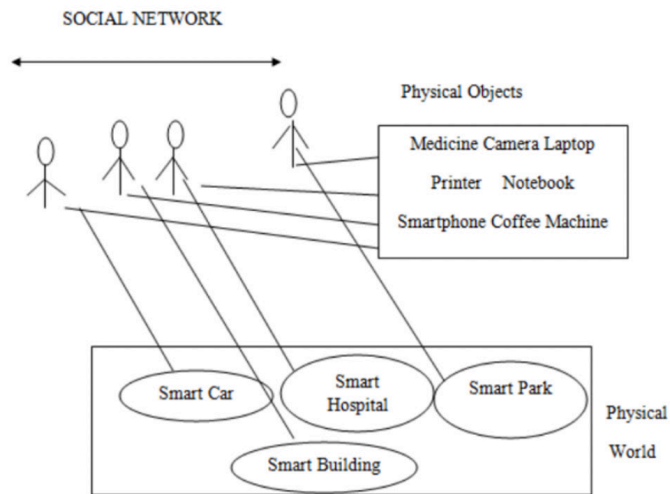 SOCIAL NETWORK
Physical Objects
Medicine Camera Laptop
Printer Notebook
Smartphone Coffee Machine
Smart Car
Smart
Hospital
Smart Park
Smart Building
Physical
World